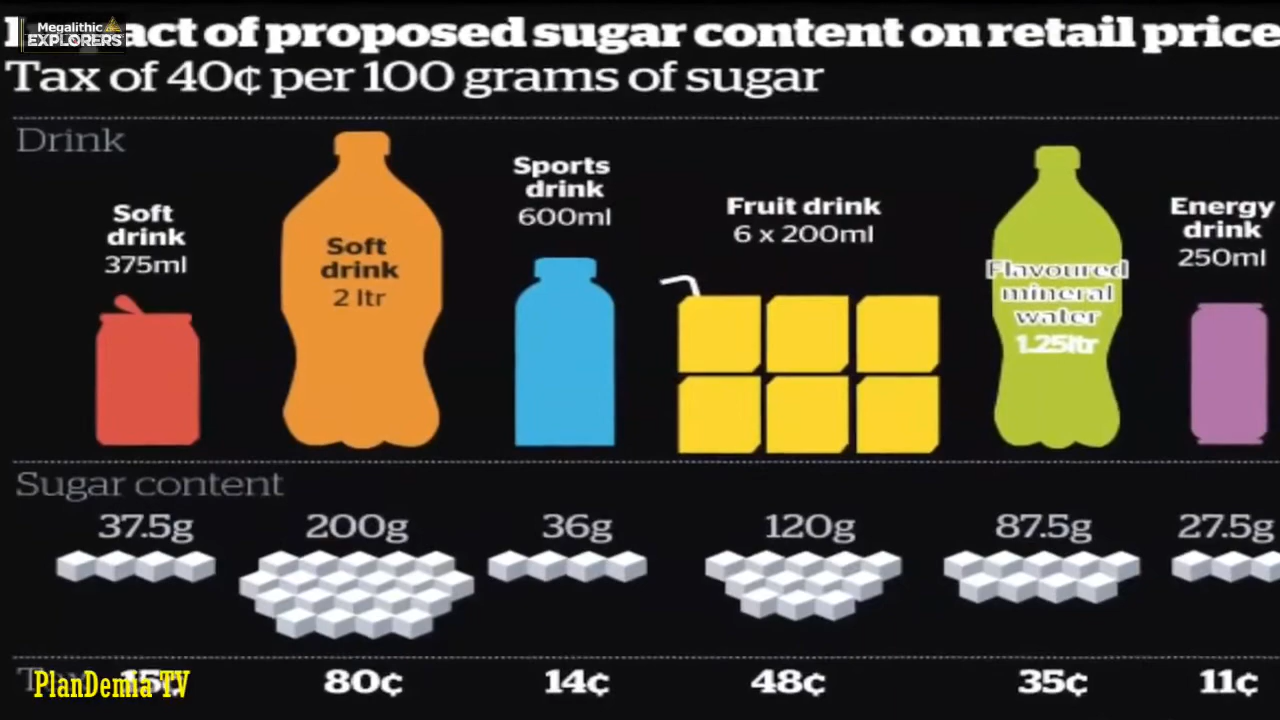 Megalithic
EXPLORERS
act of proposed sugar content on retail price
Tax of 40¢ per 100 grams of sugar
Drink
Soft
drink
375ml
Soft
drink
2 ltr
Sports
drink
600ml
Fruit drink
6 x 200ml
Flavoured
mineral
water
1.25ltr
Energy
drink
250ml
Sugar content
37.5g 200g 36g 120g 87.5g 27.5g
15¢ 80¢ 14¢ 48¢ 35¢ 11¢
PlanDemia TV